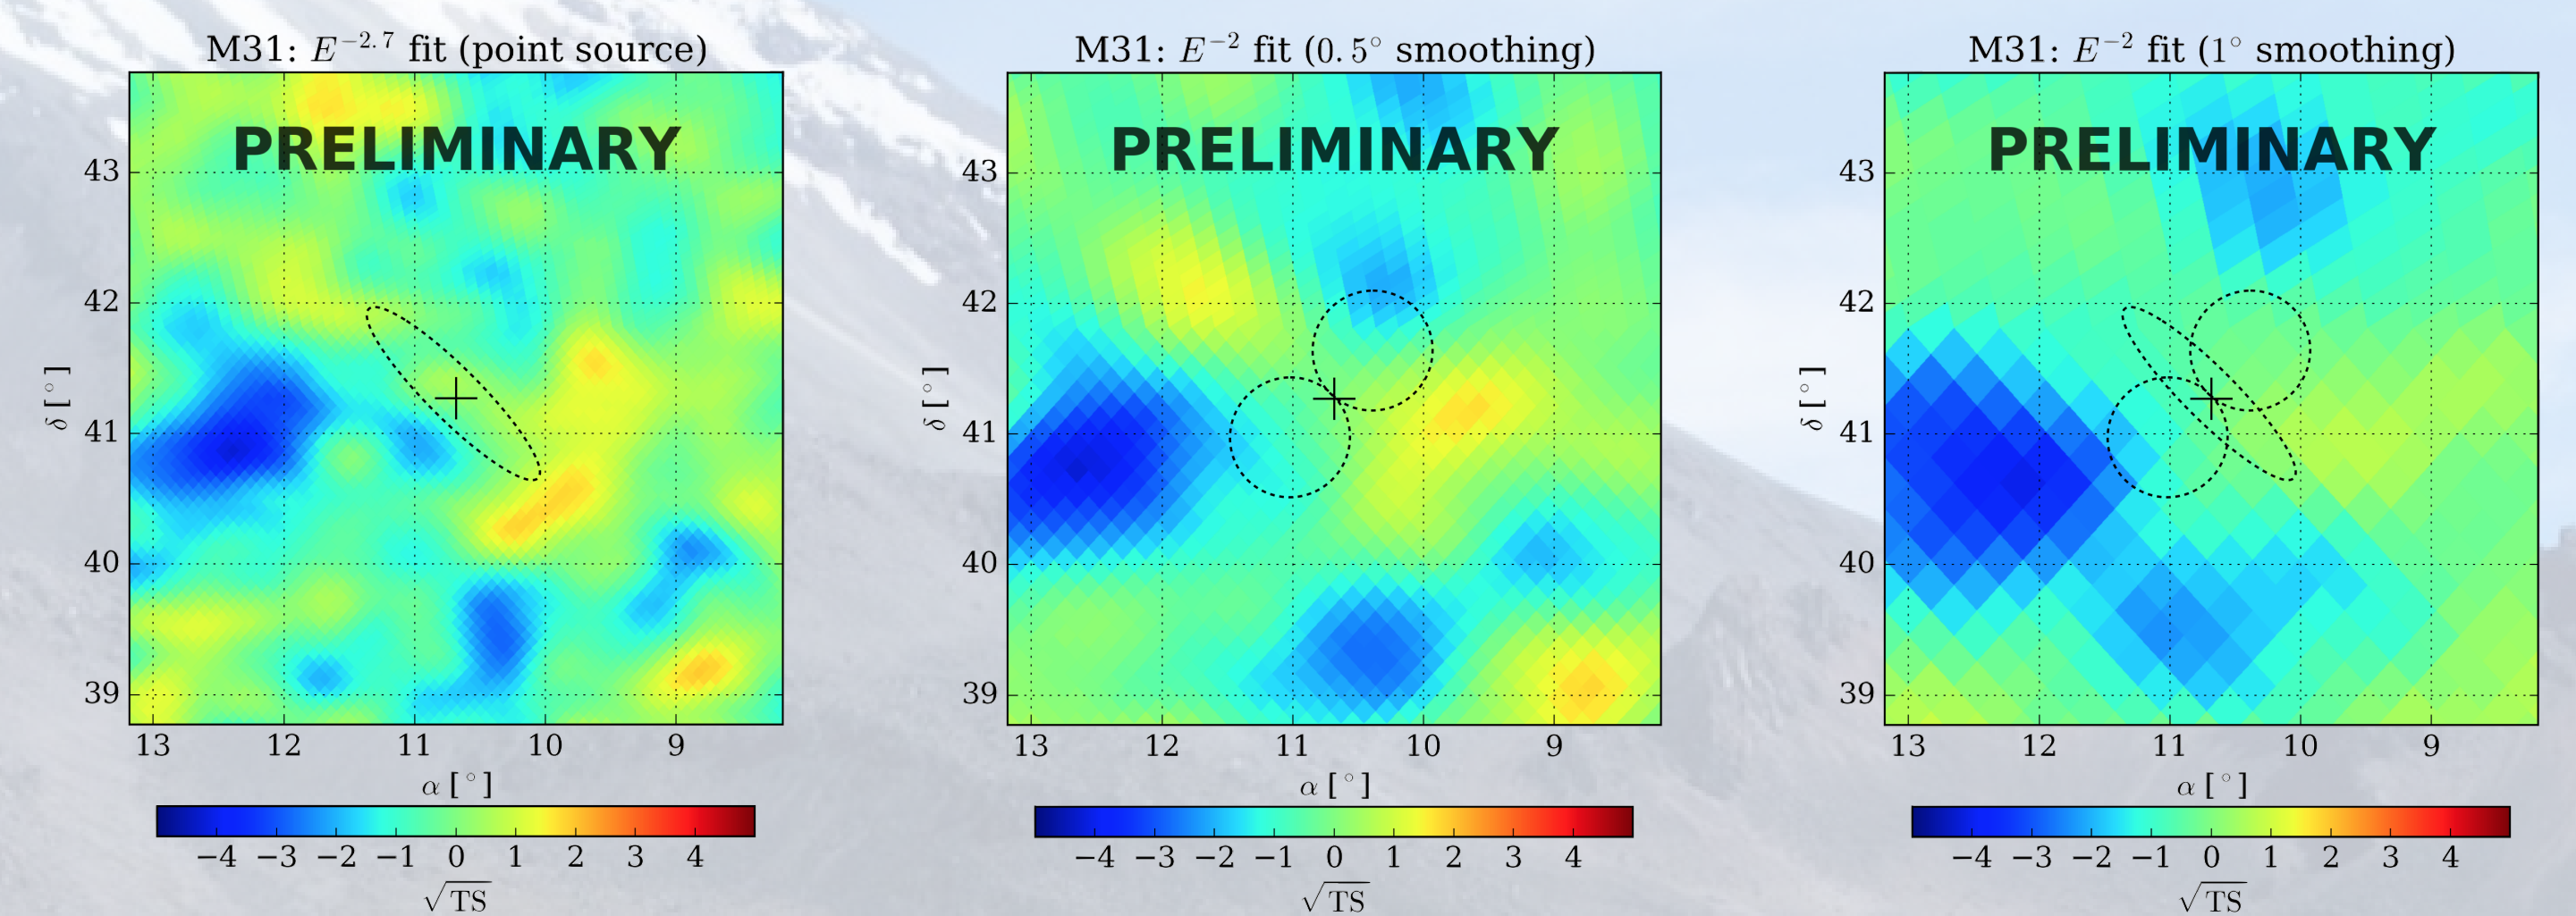 M31: E^−2.7 fit (point source)
PRELIMINARY
43
42
41
40
39
δ [°]
13 12 11 10 9
α [°]
−4 −3 −2 −1 0 1 2 3 4
√TS
M31: E^−2 fit (0.5° smoothing)
PRELIMINARY
43
42
41
40
39
δ [°]
13 12 11 10 9
α [°]
−4 −3 −2 −1 0 1 2 3 4
√TS
M31: E^−2 fit (1° smoothing)
PRELIMINARY
43
42
41
40
39
δ [°]
13 12 11 10 9
α [°]
−4 −3 −2 −1 0 1 2 3 4
√TS